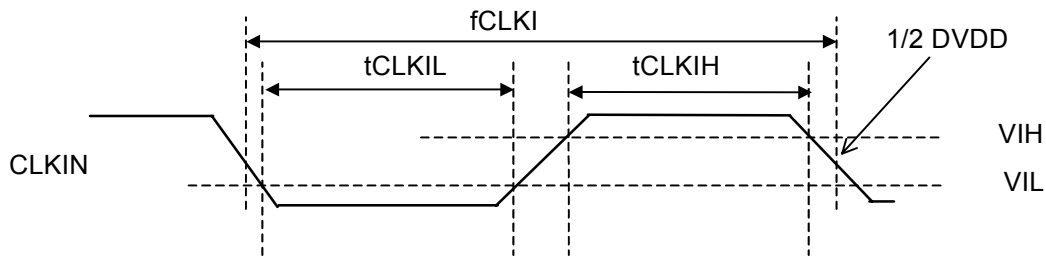 fCLKI
1/2 DVDD
tCLKIL
tCLKIH
VIH
CLKIN
VIL